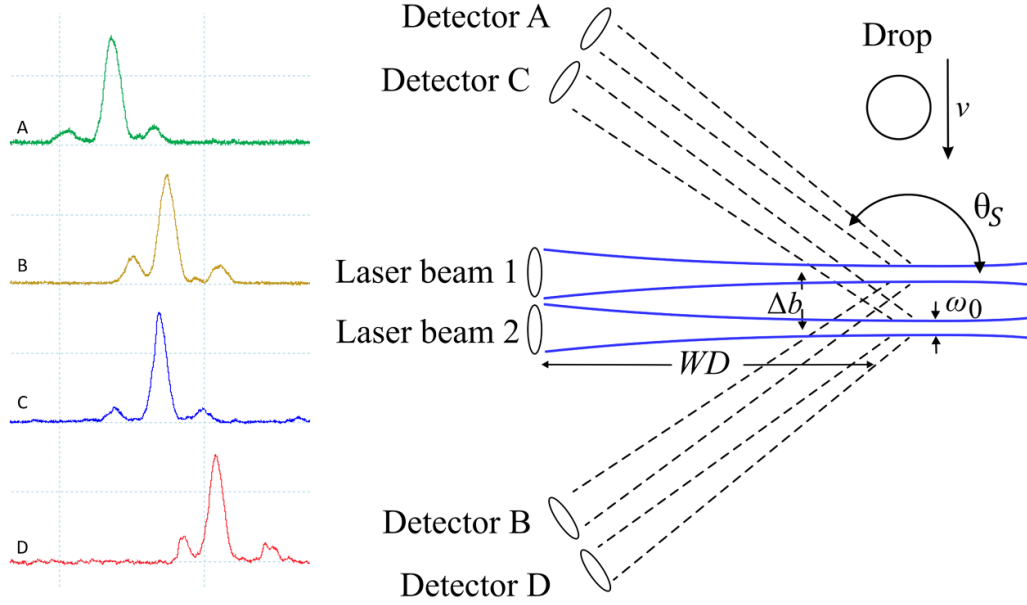 A
B
C
D
Detector A
Detector C
Drop
v
θS
Laser beam 1
Δb
ω0
Laser beam 2
WD
Detector B
Detector D